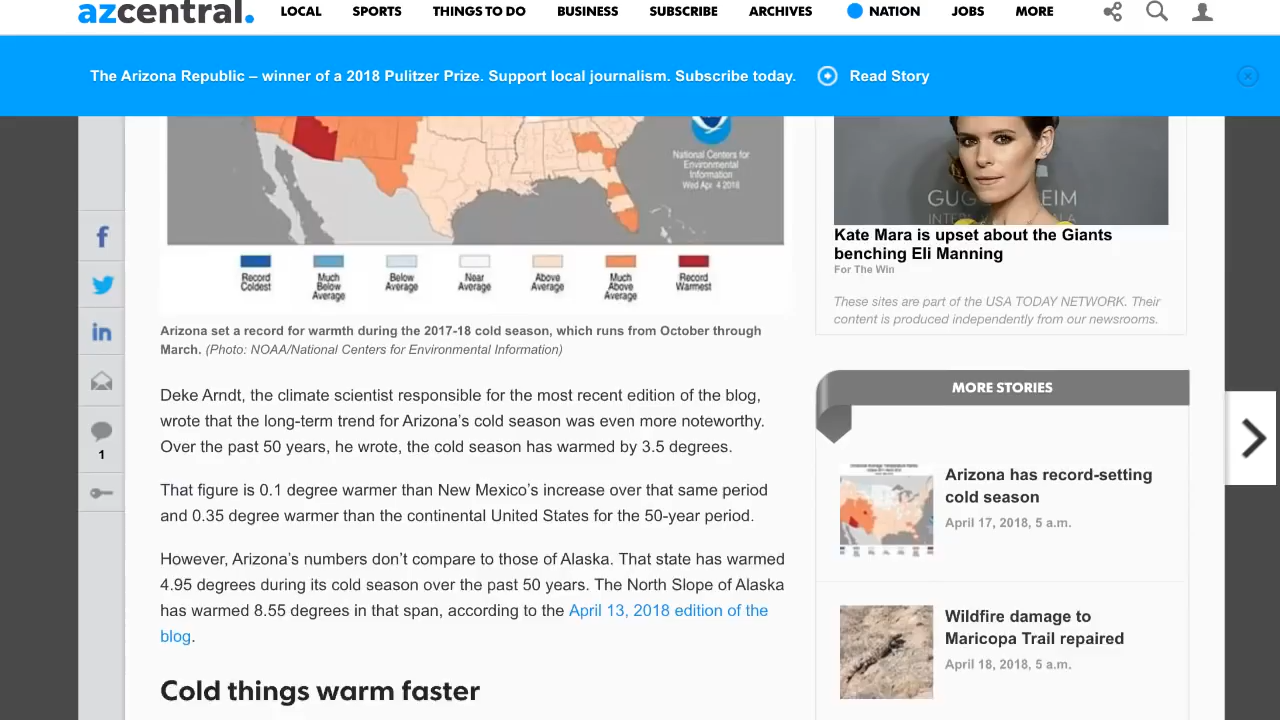 azcentral.
LOCAL SPORTS THINGS TO DO BUSINESS SUBSCRIBE ARCHIVES NATION JOBS MORE
The Arizona Republic – winner of a 2018 Pulitzer Prize. Support local journalism. Subscribe today. Read Story
National Centers for
Environmental
Information
Wed Apr 4 2018
Record
Coldest
Much
Below
Average
Below
Average
Near
Average
Above
Average
Much
Above
Average
Record
Warmest
Arizona set a record for warmth during the 2017-18 cold season, which runs from October through
March. (Photo: NOAA/National Centers for Environmental Information)
1
Deke Arndt, the climate scientist responsible for the most recent edition of the blog,
wrote that the long-term trend for Arizona’s cold season was even more noteworthy.
Over the past 50 years, he wrote, the cold season has warmed by 3.5 degrees.
That figure is 0.1 degree warmer than New Mexico’s increase over that same period
and 0.35 degree warmer than the continental United States for the 50-year period.
However, Arizona’s numbers don’t compare to those of Alaska. That state has warmed
4.95 degrees during its cold season over the past 50 years. The North Slope of Alaska
has warmed 8.55 degrees in that span, according to the April 13, 2018 edition of the
blog.
Cold things warm faster
Kate Mara is upset about the Giants
benching Eli Manning
For The Win
These sites are part of the USA TODAY NETWORK. Their
content is produced independently from our newsrooms.
MORE STORIES
Arizona has record-setting
cold season
April 17, 2018, 5 a.m.
Wildfire damage to
Maricopa Trail repaired
April 18, 2018, 5 a.m.